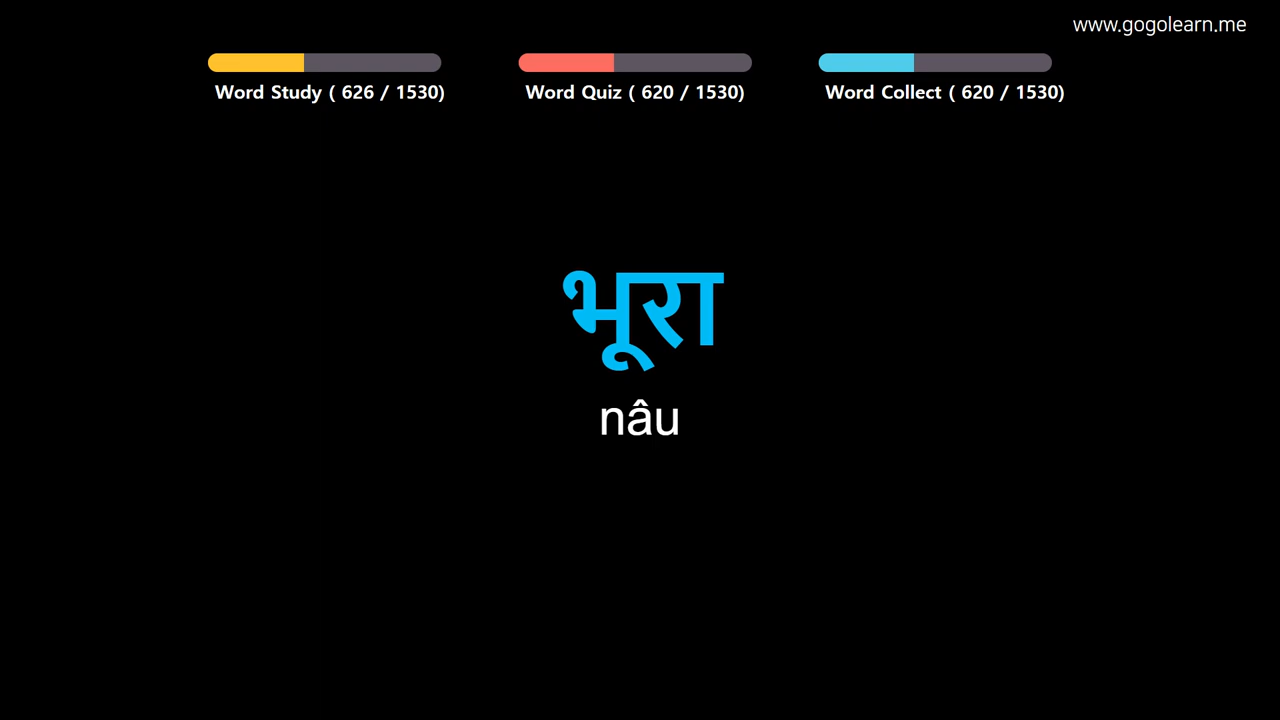 www.gogolearn.me
Word Study ( 626 / 1530)
Word Quiz ( 620 / 1530)
Word Collect ( 620 / 1530)
भूरा
nâu